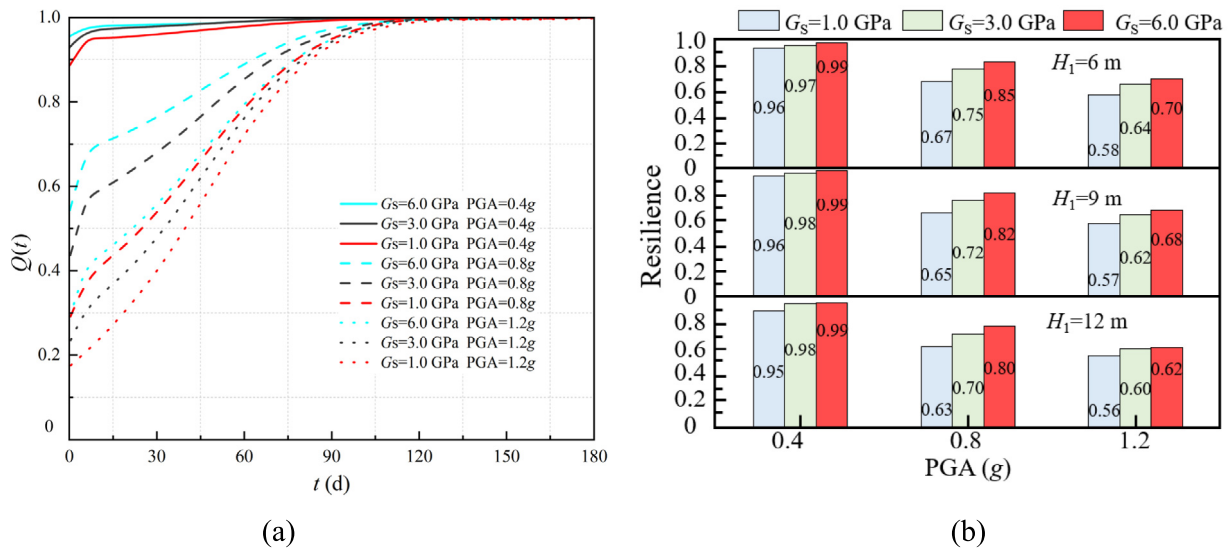 1.0
0.8
0.6
0.4
0.2
0
Q(t)
Gs=6.0 GPa PGA=0.4g
Gs=3.0 GPa PGA=0.4g
Gs=1.0 GPa PGA=0.4g
Gs=6.0 GPa PGA=0.8g
Gs=3.0 GPa PGA=0.8g
Gs=1.0 GPa PGA=0.8g
Gs=6.0 GPa PGA=1.2g
Gs=3.0 GPa PGA=1.2g
Gs=1.0 GPa PGA=1.2g
0 30 60 90 120 150 180
t (d)
(a)
GS=1.0 GPa GS=3.0 GPa GS=6.0 GPa
Resilience
1.0
0.8
0.6
0.4
0.2
0
H1=6 m
0.96 0.97 0.99
0.67 0.75 0.85
0.58 0.64 0.70
0.8
0.6
0.4
0.2
0
H1=9 m
0.96 0.98 0.99
0.65 0.72 0.82
0.57 0.62 0.68
0.8
0.6
0.4
0.2
0
H1=12 m
0.95 0.98 0.99
0.63 0.70 0.80
0.56 0.60 0.62
0.4 0.8 1.2
PGA (g)
(b)